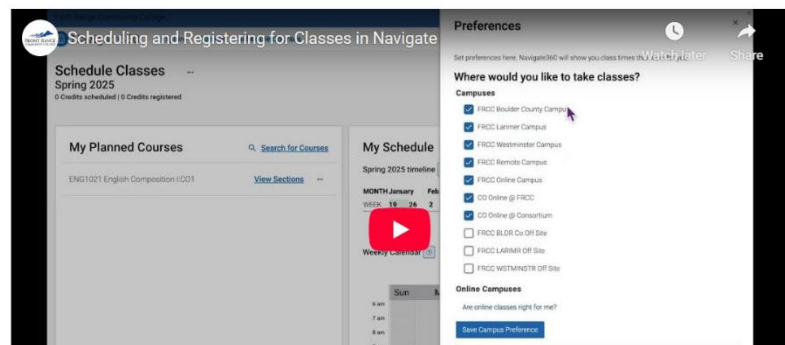 Scheduling and Registering for Classes in Navigate
Watch later
Share
Schedule Classes
Spring 2025
0 Credits scheduled | 0 Credits registered
My Planned Courses
Search for Courses
ENG1021 English Composition I:CO1
View Sections
My Schedule
Spring 2025 timeline
MONTH January Feb
WEEK 19 26 2
Weekly Calendar
Sun M
6 am
7 am
8 am
Preferences
Set preferences here. Navigate360 will show you class times th
Where would you like to take classes?
Campuses
FRCC Boulder County Campus
FRCC Larimer Campus
FRCC Westminster Campus
FRCC Remote Campus
FRCC Online Campus
CO Online @ FRCC
CO Online @ Consortium
FRCC BLDR Co Off Site
FRCC LARIMR Off Site
FRCC WSTMINSTR Off Site
Online Campuses
Are online classes right for me?
Save Campus Preference